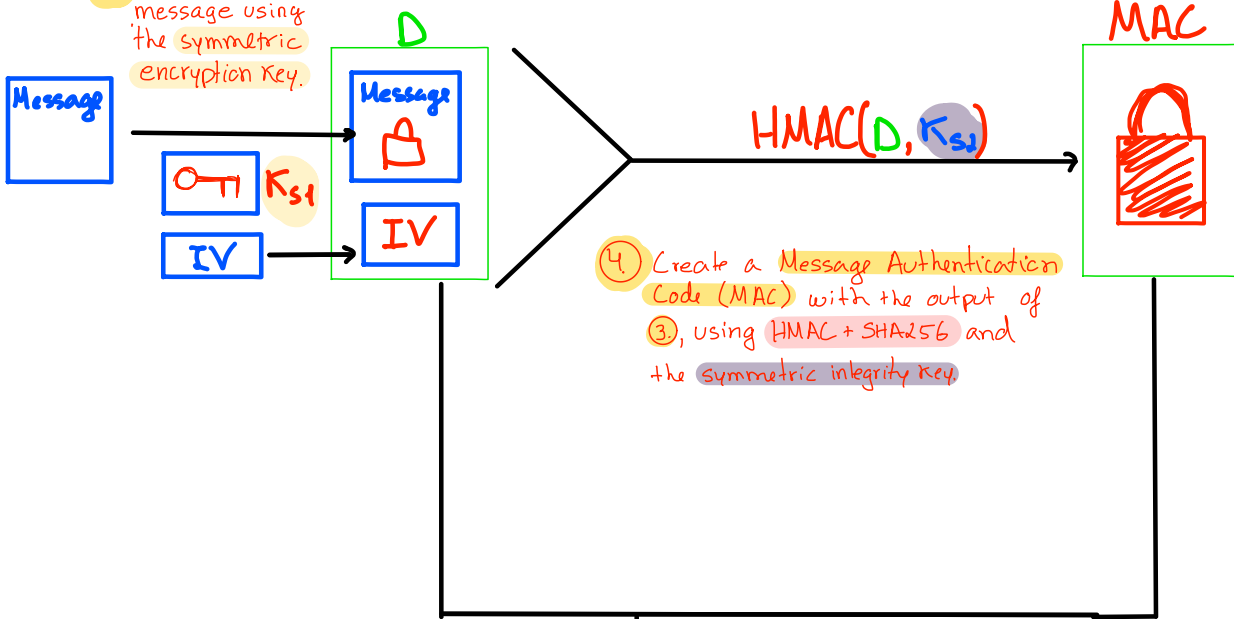 message using
the symmetric
encryption key.
D
MAC
Message
Message
HMAC(D, Ks2)
Ks1
IV
IV
4. Create a Message Authentication
Code (MAC) with the output of
3., using HMAC + SHA256 and
the symmetric integrity key.